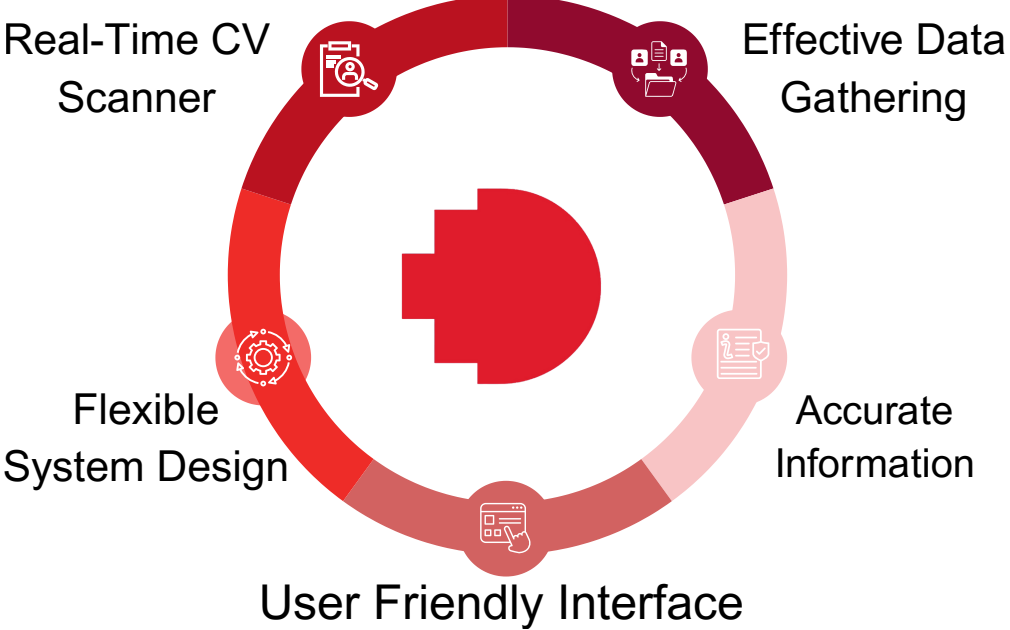 Real-Time CV
Scanner
Effective Data
Gathering
Flexible
System Design
Accurate
Information
User Friendly Interface